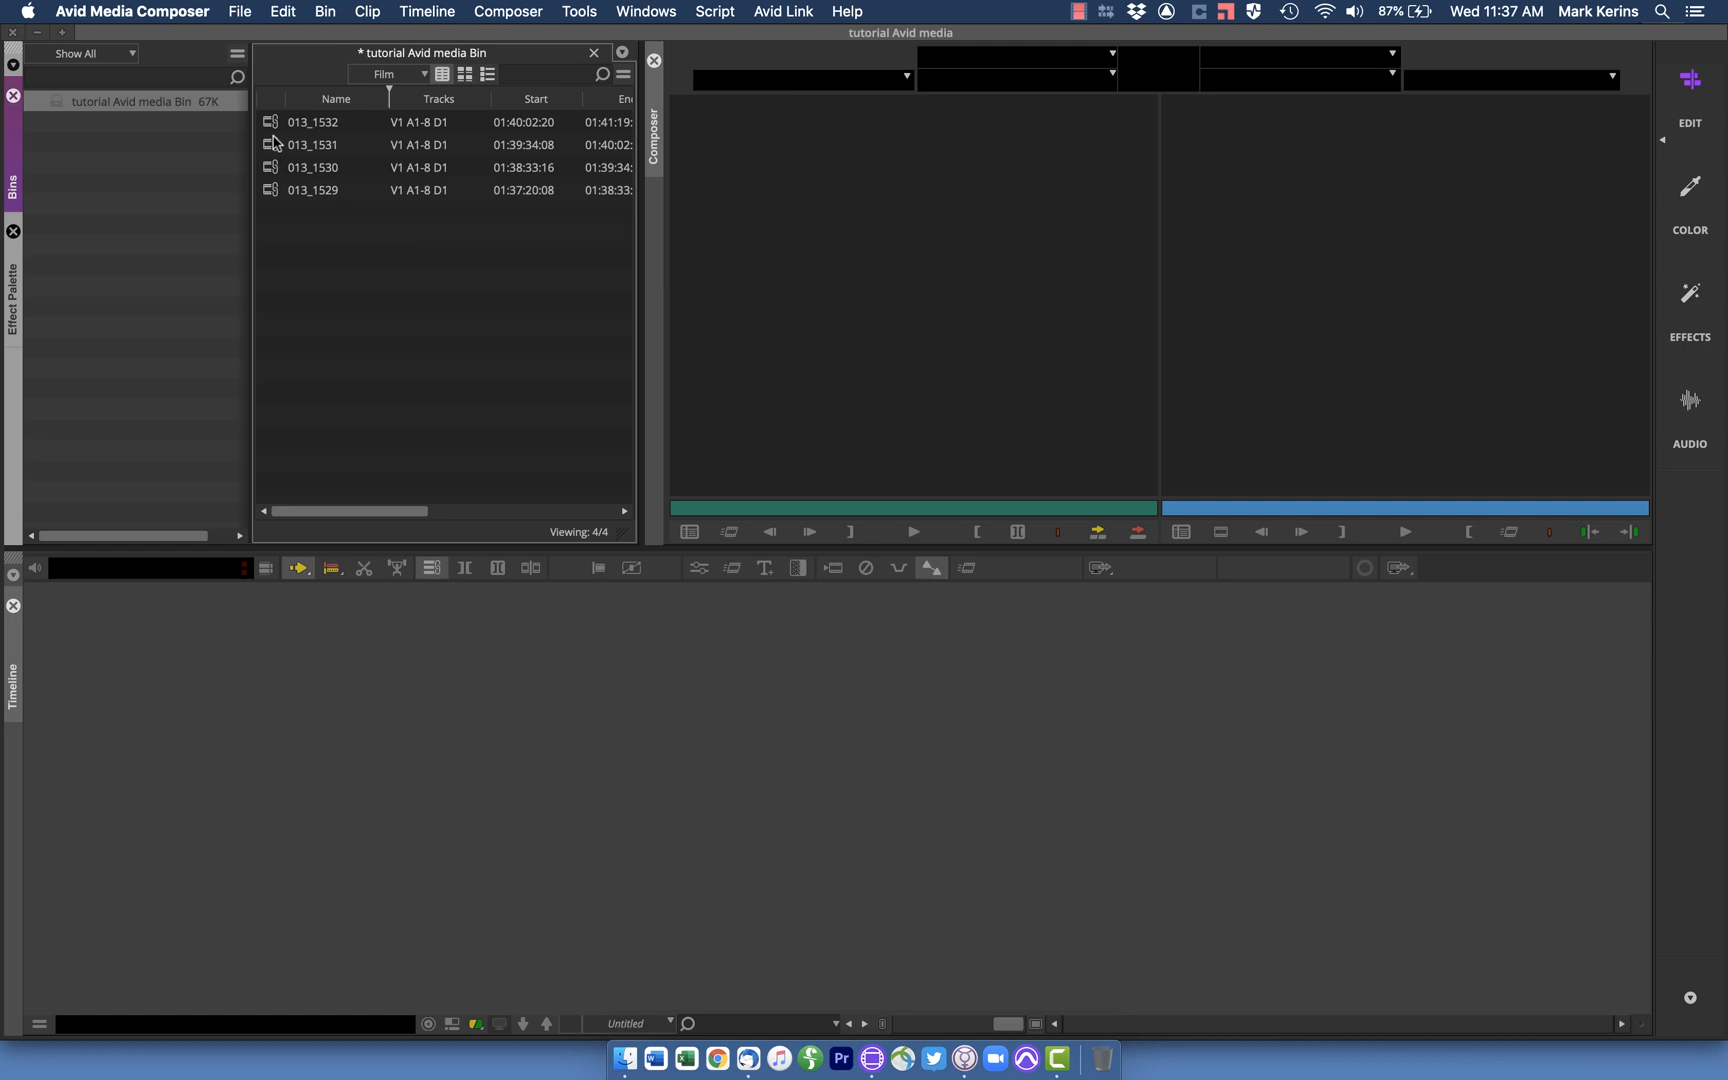 Avid Media Composer File Edit Bin Clip Timeline Composer Tools Windows Script Avid Link Help 87% Wed 11:37 AM Mark Kerins
tutorial Avid media
Show All
tutorial Avid media Bin 67K
* tutorial Avid media Bin
Film
Name Tracks Start En
013_1532 V1 A1-8 D1 01:40:02:20 01:41:19:
013_1531 V1 A1-8 D1 01:39:34:08 01:40:02:
013_1530 V1 A1-8 D1 01:38:33:16 01:39:34:
013_1529 V1 A1-8 D1 01:37:20:08 01:38:33:
Viewing: 4/4
Bins
Effect Palette
Composer
EDIT
COLOR
EFFECTS
AUDIO
Timeline
Untitled
Pr